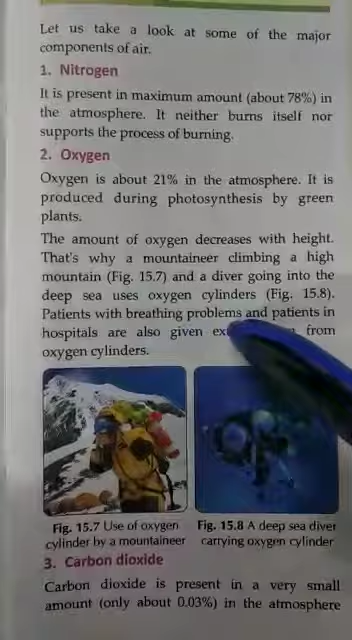 Let us take a look at some of the major
components of air.
1. Nitrogen
It is present in maximum amount (about 78%) in
the atmosphere. It neither burns itself nor
supports the process of burning.
2. Oxygen
Oxygen is about 21% in the atmosphere. It is
produced during photosynthesis by green
plants.
The amount of oxygen decreases with height.
That's why a mountaineer climbing a high
mountain (Fig. 15.7) and a diver going into the
deep sea uses oxygen cylinders (Fig. 15.8).
Patients with breathing problems and patients in
hospitals are also given from
oxygen cylinders.
Fig. 15.7 Use of oxygen
cylinder by a mountaineer
Fig. 15.8 A deep sea diver
carrying oxygen cylinder
3. Carbon dioxide
Carbon dioxide is present in a very small
amount (only about 0.03%) in the atmosphere